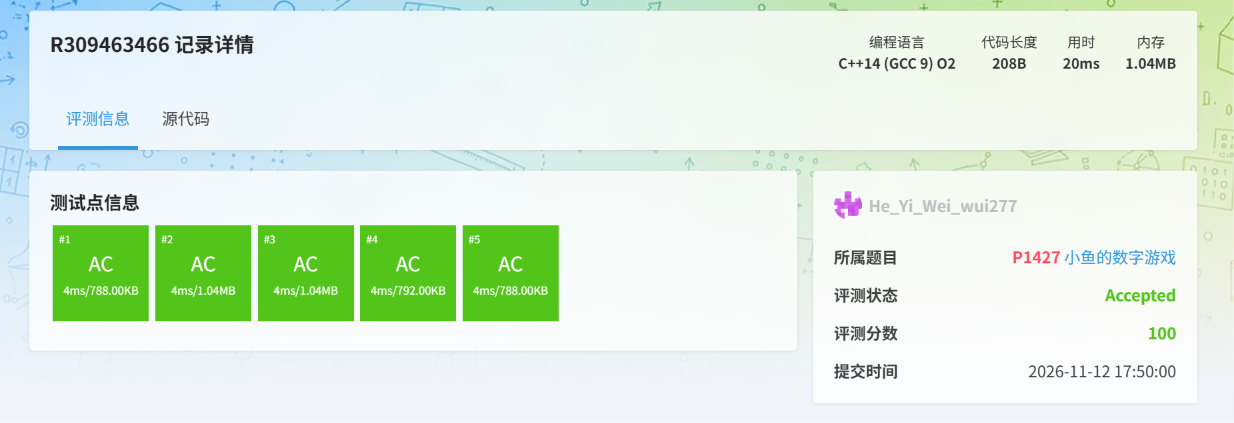 R309463466 记录详情
编程语言
C++14 (GCC 9) O2
代码长度
208B
用时
20ms
内存
1.04MB
评测信息
源代码
测试点信息
#1
AC
4ms/788.00KB
#2
AC
4ms/1.04MB
#3
AC
4ms/1.04MB
#4
AC
4ms/792.00KB
#5
AC
4ms/788.00KB
He_Yi_Wei_wui277
所属题目
P1427 小鱼的数字游戏
评测状态
Accepted
评测分数
100
提交时间
2026-11-12 17:50:00